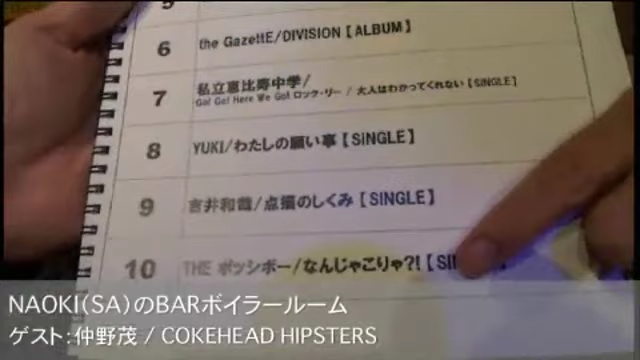 5
6 the GazettE/DIVISION【ALBUM】
7 私立恵比寿中学/
Go! Go! Here We Go! ロック・リー / 大人はわかってくれない【SINGLE】
8 YUKI/わたしの願い事【SINGLE】
9 吉井和哉/点描のしくみ【SINGLE】
10 THE ポッシボー/なんじゃこりゃ?!【SI
NAOKI(SA)のBARボイラールーム
ゲスト:仲野茂 / COKEHEAD HIPSTERS